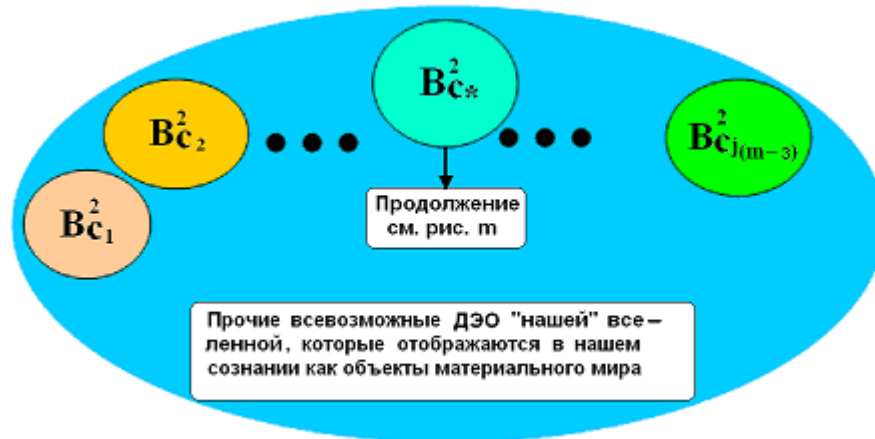 Bc²*
Bc²₂
Bc²j(m−3)
Bc²₁
Продолжение
см. рис. m
Прочие всевозможные ДЭО "нашей" все–
ленной, которые отображаются в нашем
сознании как объекты материального мира